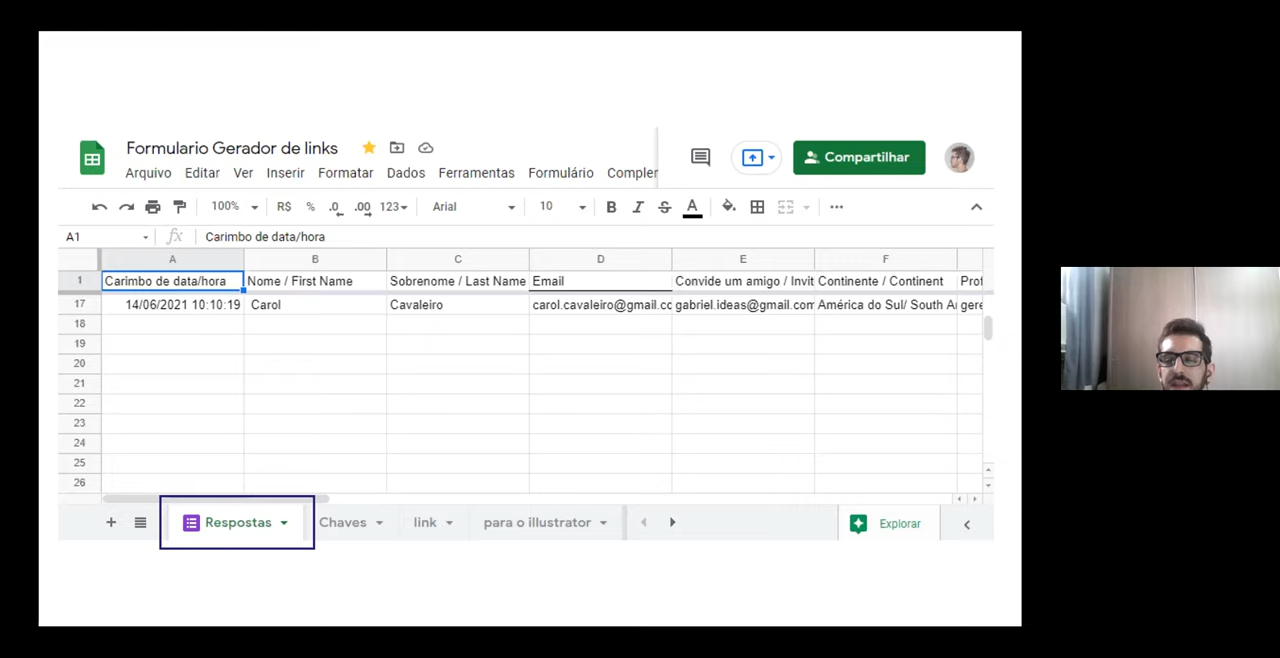 Formulario Gerador de links
Arquivo Editar Ver Inserir Formatar Dados Ferramentas Formulário Compler
Compartilhar
100% R$ % .0 .00 123 Arial 10 B I S A
A1 fx Carimbo de data/hora
A B C D E F
1 Carimbo de data/hora Nome / First Name Sobrenome / Last Name Email Convide um amigo / Invit Continente / Continent Prof
17 14/06/2021 10:10:19 Carol Cavaleiro carol.cavaleiro@gmail.cc gabriel.ideas@gmail.com América do Sul/ South Ar gere
18
19
20
21
22
23
24
25
26
Respostas Chaves link para o illustrator Explorar